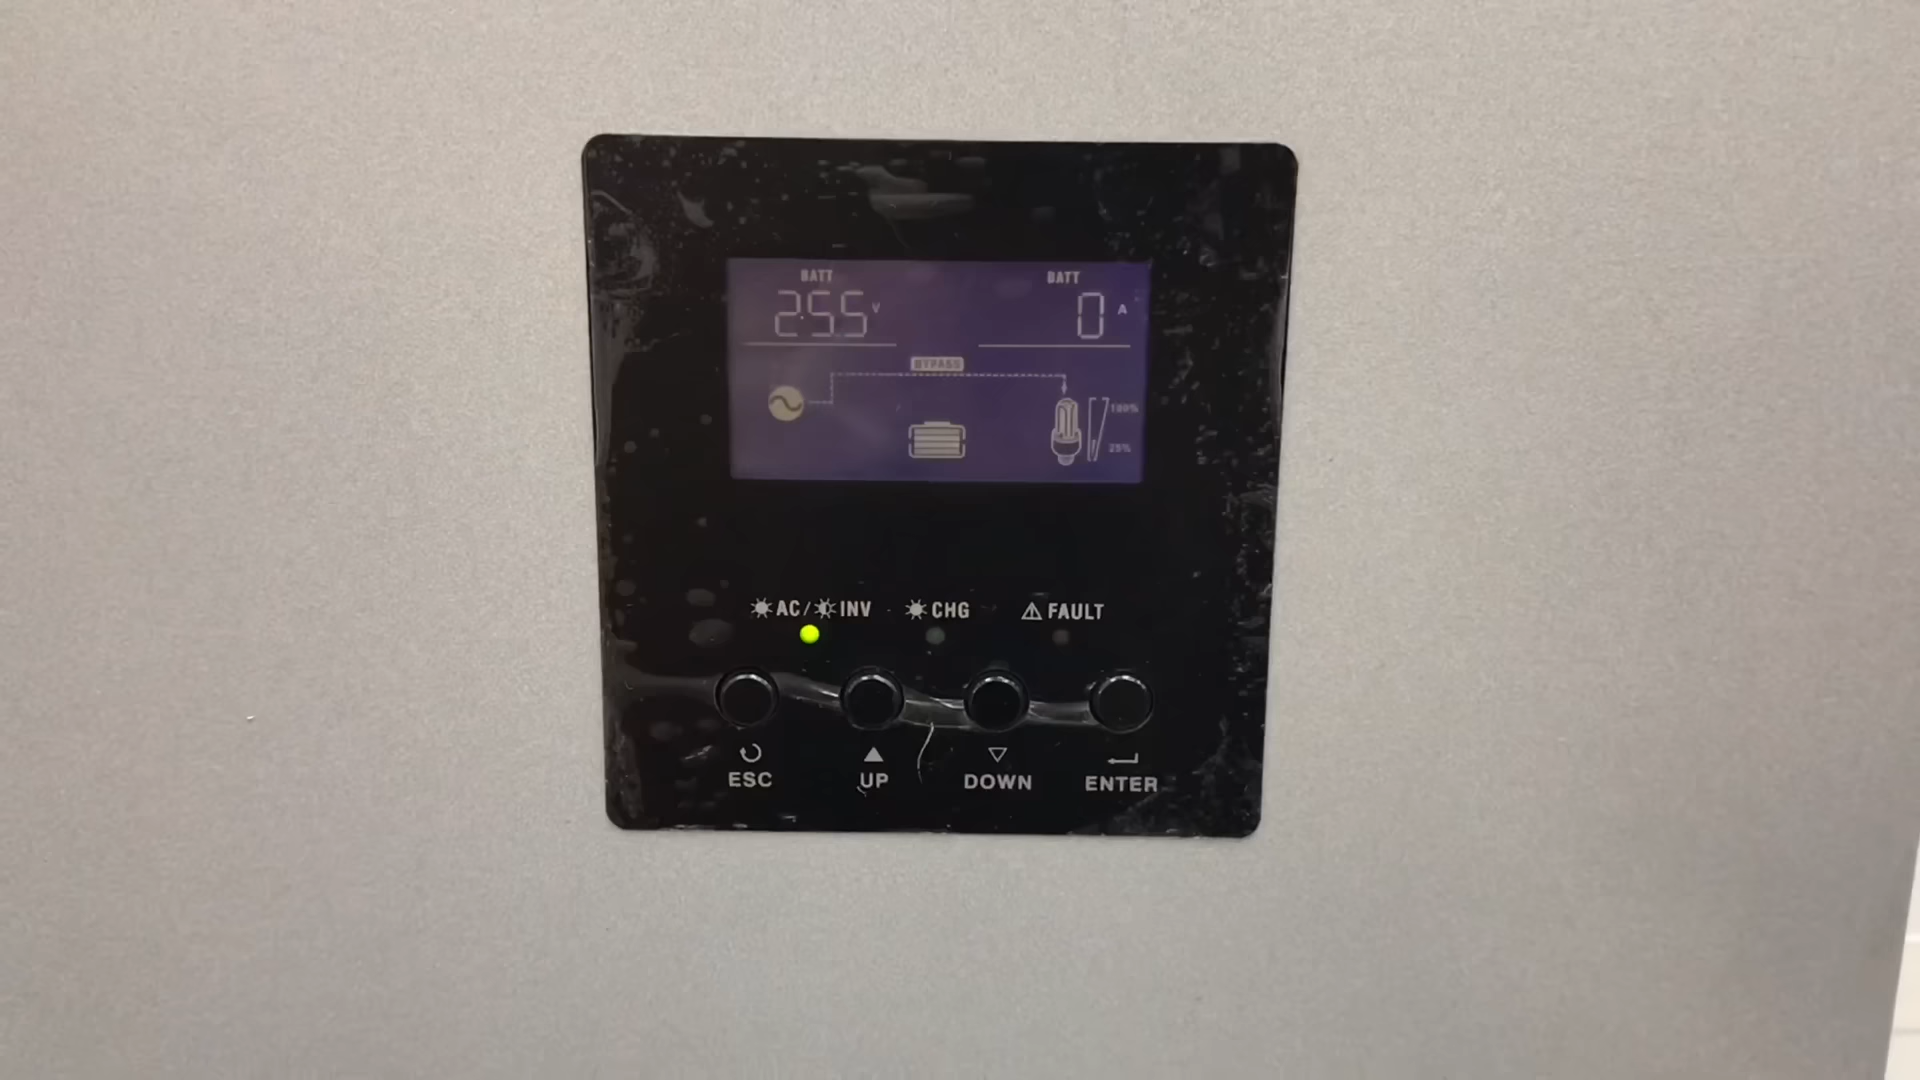 BATT BATT
25.5 V 0 A
BYPASS
100%
25%
AC/ INV CHG FAULT
ESC UP DOWN ENTER